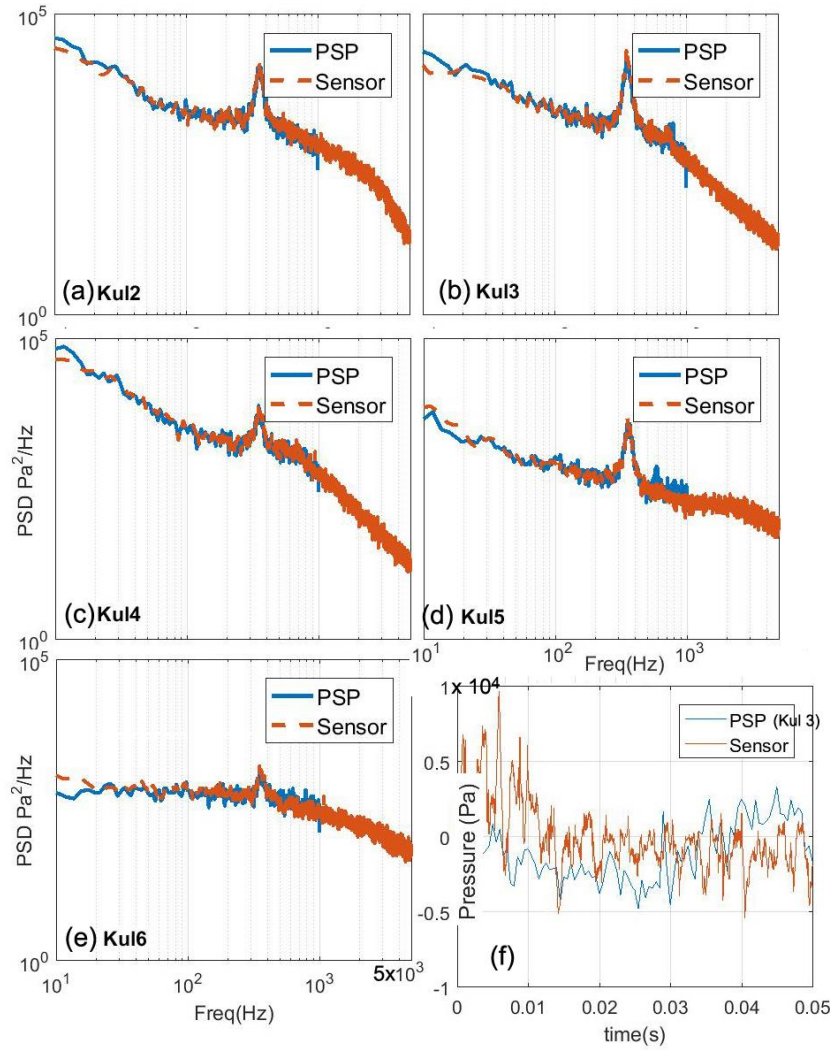 10^5
PSP
Sensor
(a) Kul2
10^0
PSP
Sensor
(b) Kul3
10^5
PSP
Sensor
PSD Pa^2/Hz
(c) Kul4
10^0
PSP
Sensor
(d) Kul5
10^1
10^2
10^3
Freq(Hz)
10^5
PSP
Sensor
PSD Pa^2/Hz
(e) Kul6
10^0
10^1
10^2
10^3
5x10^3
Freq(Hz)
1x 10^4
PSP (Kul 3)
Sensor
0.5
0
-0.5
-1
Pressure (Pa)
(f)
0
0.01
0.02
0.03
0.04
0.05
time(s)